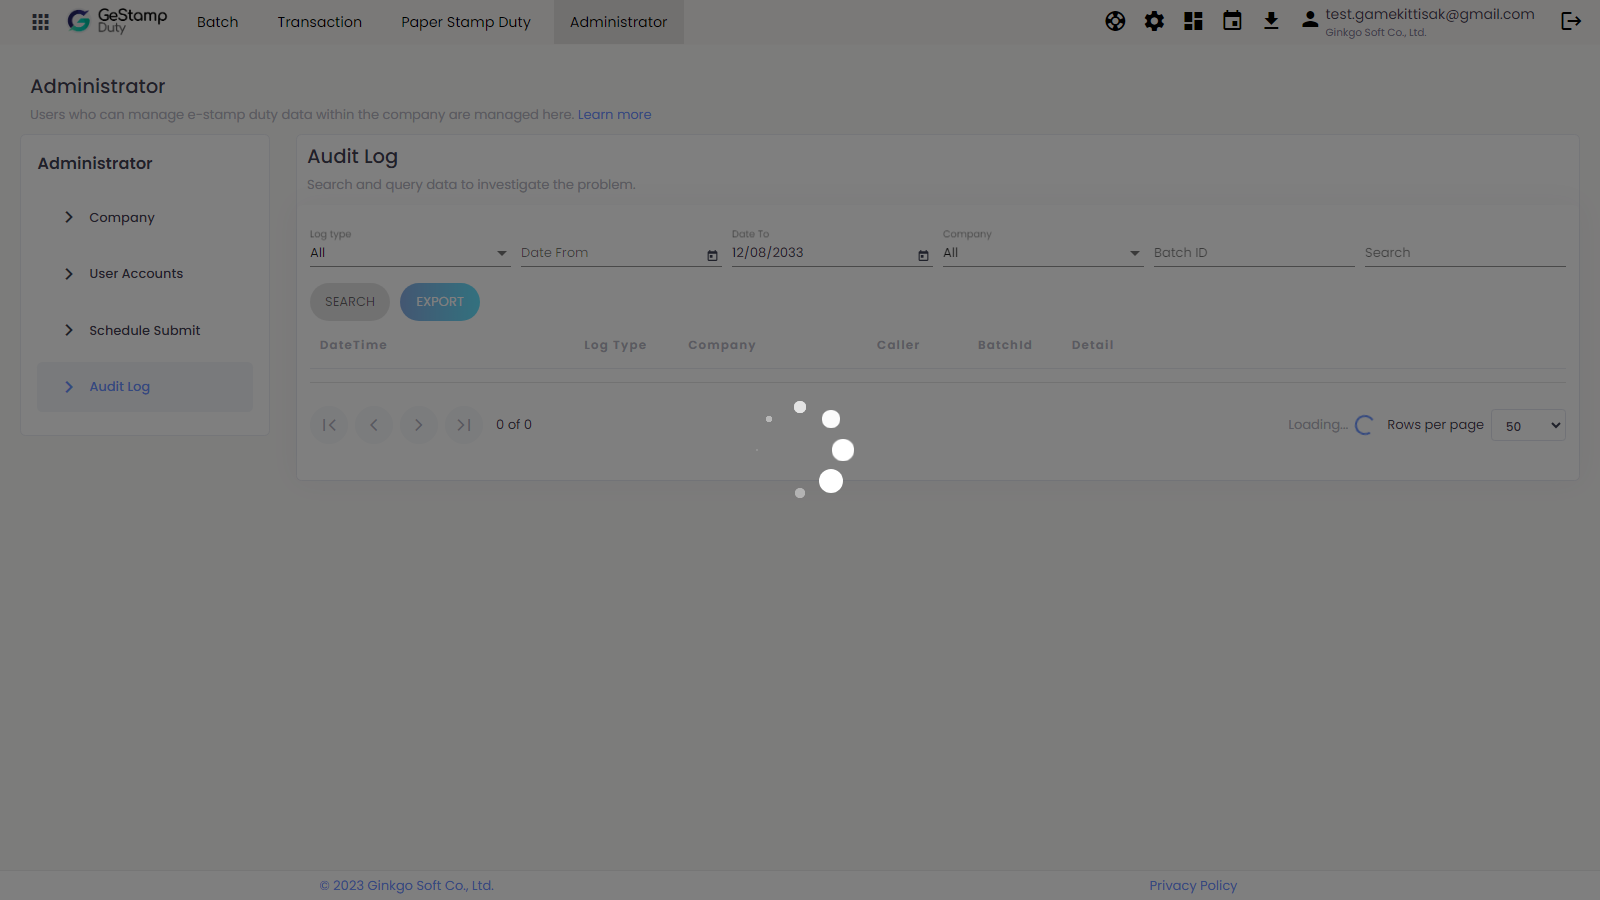 GeStamp
Duty
Batch
Transaction
Paper Stamp Duty
Administrator
test.gamekittisak@gmail.com
Ginkgo Soft Co., Ltd.
Administrator
Users who can manage e-stamp duty data within the company are managed here. Learn more
Administrator
Company
User Accounts
Schedule Submit
Audit Log
Audit Log
Search and query data to investigate the problem.
Log type
All
Date From
Date To
12/08/2033
Company
All
Batch ID
Search
SEARCH
EXPORT
DateTime
Log Type
Company
Caller
BatchId
Detail
0 of 0
Loading...
Rows per page
50
© 2023 Ginkgo Soft Co., Ltd.
Privacy Policy